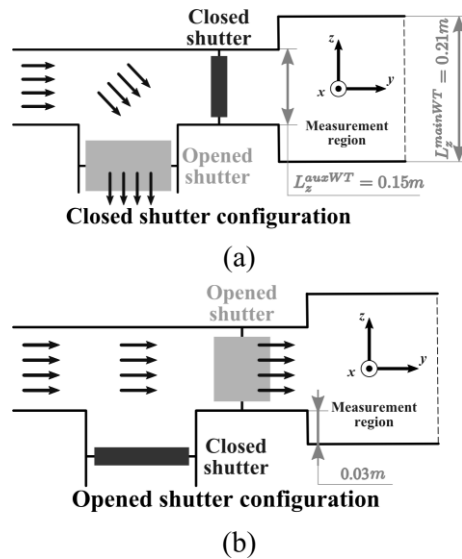 Closed
shutter
z
y
x
Measurement
region
L_z^{mainWT} = 0.21m
Opened
shutter
L_z^{auxWT} = 0.15m
Closed shutter configuration
(a)
Opened
shutter
z
y
x
Measurement
region
Closed
shutter
0.03m
Opened shutter configuration
(b)